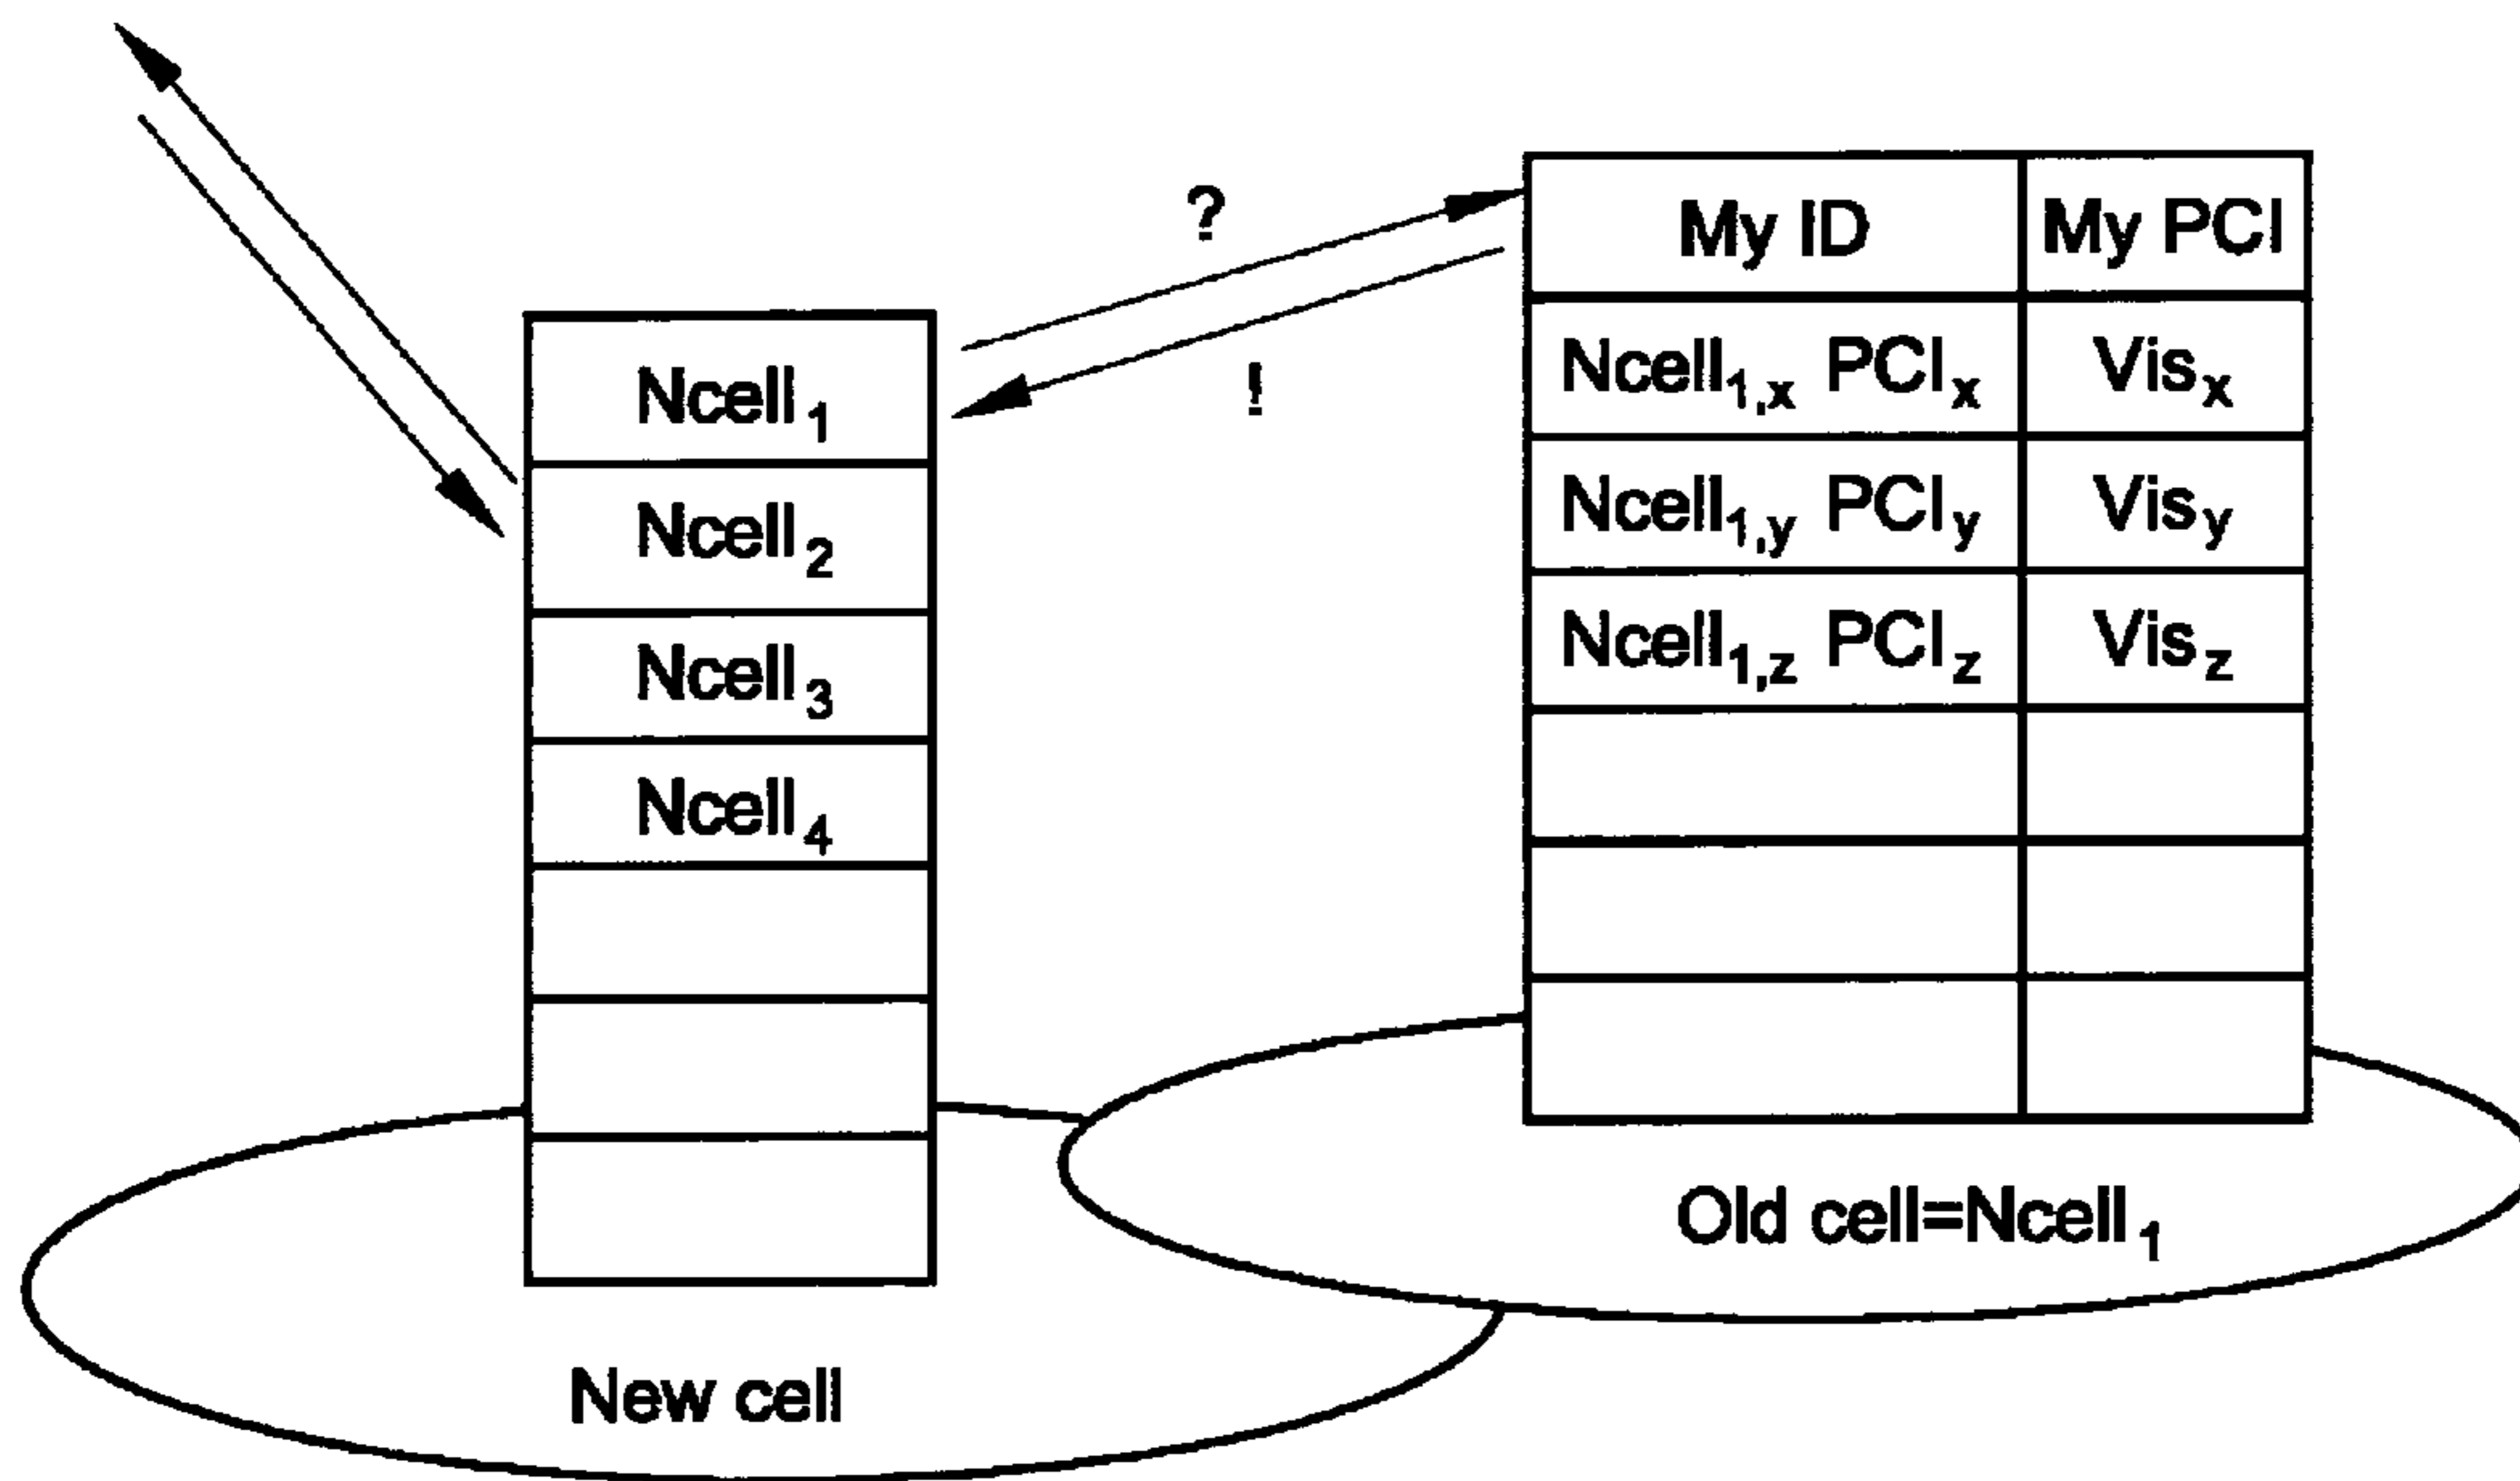 ?
!
Ncell₁
Ncell₂
Ncell₃
Ncell₄
New cell
My ID My PCI
Ncell₁,ₓ PCIₓ Visₓ
Ncell₁,y PCIy Visy
Ncell₁,z PCIz Visz
Old cell=Ncell₁